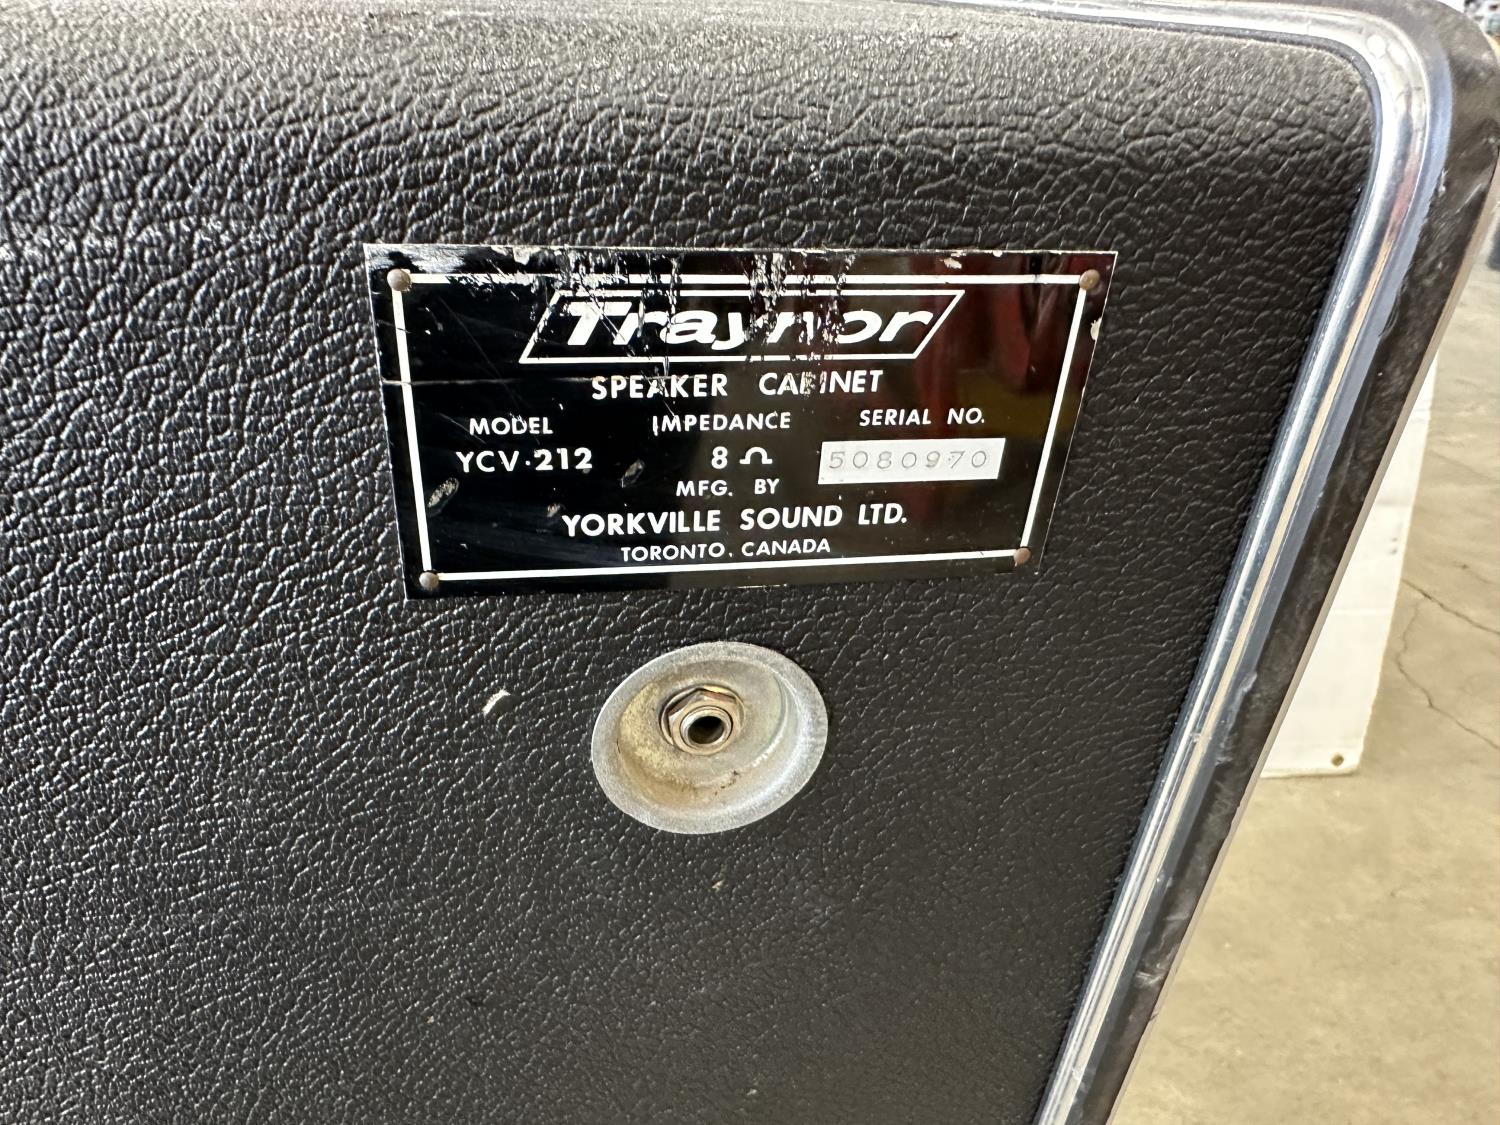 Traynor
SPEAKER CABINET
MODEL IMPEDANCE SERIAL NO.
YCV·212 8 Ω 5080970
MFG. BY
YORKVILLE SOUND LTD.
TORONTO, CANADA